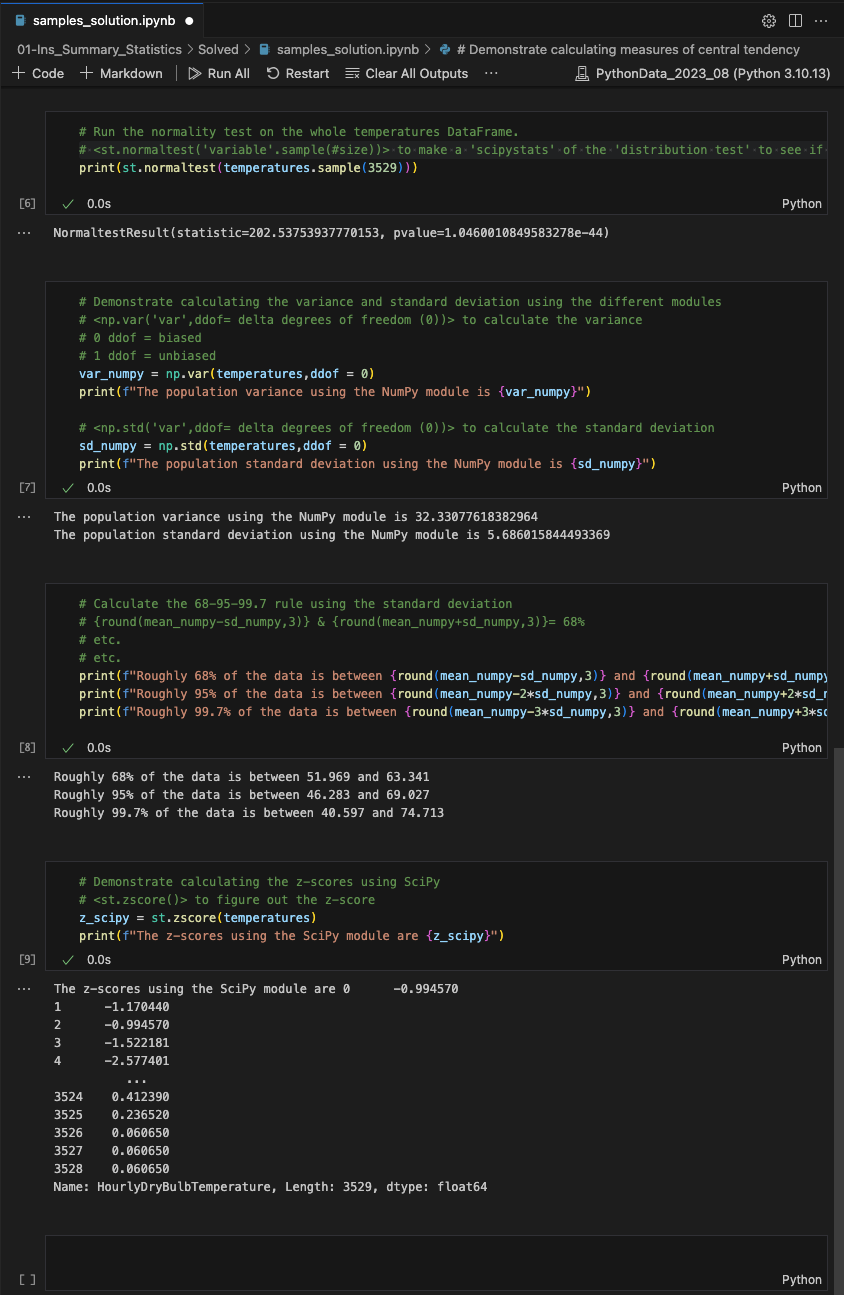 samples_solution.ipynb
01-Ins_Summary_Statistics > Solved > samples_solution.ipynb > # Demonstrate calculating measures of central tendency
+ Code + Markdown | Run All Restart Clear All Outputs ··· PythonData_2023_08 (Python 3.10.13)
# Run the normality test on the whole temperatures DataFrame.
# <st.normaltest('variable'.sample(#size))> to make a 'scipystats' of the 'distribution test' to see if
print(st.normaltest(temperatures.sample(3529)))
[6] ✓ 0.0s Python
··· NormaltestResult(statistic=202.53753937770153, pvalue=1.0460010849583278e-44)
# Demonstrate calculating the variance and standard deviation using the different modules
# <np.var('var',ddof= delta degrees of freedom (0))> to calculate the variance
# 0 ddof = biased
# 1 ddof = unbiased
var_numpy = np.var(temperatures,ddof = 0)
print(f"The population variance using the NumPy module is {var_numpy}")
# <np.std('var',ddof= delta degrees of freedom (0))> to calculate the standard deviation
sd_numpy = np.std(temperatures,ddof = 0)
print(f"The population standard deviation using the NumPy module is {sd_numpy}")
[7] ✓ 0.0s Python
··· The population variance using the NumPy module is 32.33077618382964
The population standard deviation using the NumPy module is 5.686015844493369
# Calculate the 68-95-99.7 rule using the standard deviation
# {round(mean_numpy-sd_numpy,3)} & {round(mean_numpy+sd_numpy,3)}= 68%
# etc.
# etc.
print(f"Roughly 68% of the data is between {round(mean_numpy-sd_numpy,3)} and {round(mean_numpy+sd_numpy
print(f"Roughly 95% of the data is between {round(mean_numpy-2*sd_numpy,3)} and {round(mean_numpy+2*sd_n
print(f"Roughly 99.7% of the data is between {round(mean_numpy-3*sd_numpy,3)} and {round(mean_numpy+3*sd
[8] ✓ 0.0s Python
··· Roughly 68% of the data is between 51.969 and 63.341
Roughly 95% of the data is between 46.283 and 69.027
Roughly 99.7% of the data is between 40.597 and 74.713
# Demonstrate calculating the z-scores using SciPy
# <st.zscore()> to figure out the z-score
z_scipy = st.zscore(temperatures)
print(f"The z-scores using the SciPy module are {z_scipy}")
[9] ✓ 0.0s Python
··· The z-scores using the SciPy module are 0 -0.994570
1 -1.170440
2 -0.994570
3 -1.522181
4 -2.577401
...
3524 0.412390
3525 0.236520
3526 0.060650
3527 0.060650
3528 0.060650
Name: HourlyDryBulbTemperature, Length: 3529, dtype: float64
[ ] Python